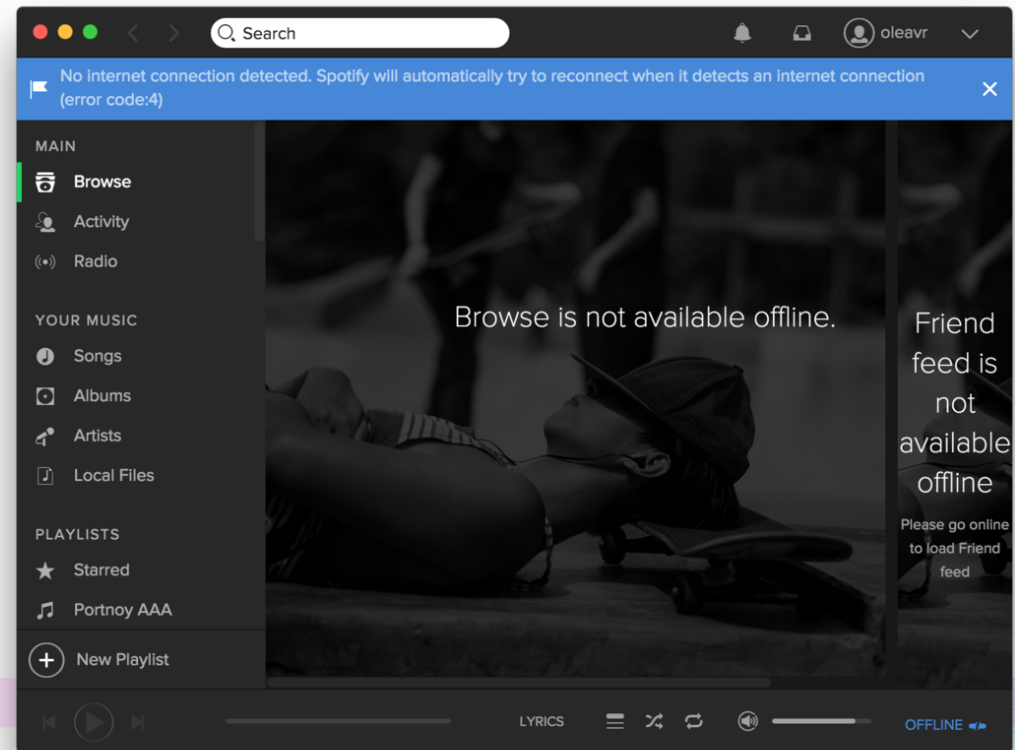 Search
oleavr
No internet connection detected. Spotify will automatically try to reconnect when it detects an internet connection
(error code:4)
MAIN
Browse
Activity
Radio
YOUR MUSIC
Songs
Albums
Artists
Local Files
PLAYLISTS
Starred
Portnoy AAA
New Playlist
Browse is not available offline.
Friend
feed is
not
available
offline
Please go online
to load Friend
feed
LYRICS
OFFLINE